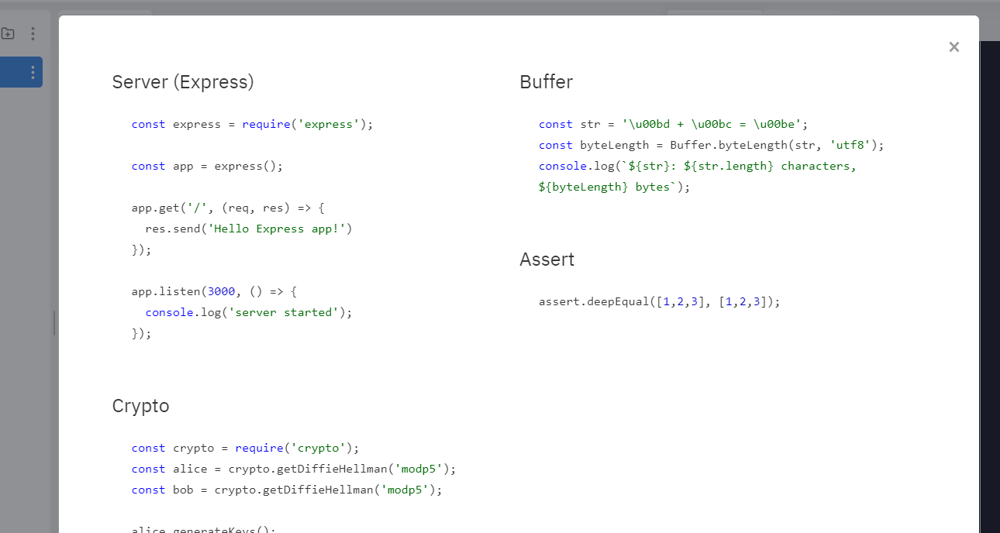 Server (Express)
const express = require('express');
const app = express();
app.get('/', (req, res) => {
  res.send('Hello Express app!')
});
app.listen(3000, () => {
  console.log('server started');
});
Crypto
const crypto = require('crypto');
const alice = crypto.getDiffieHellman('modp5');
const bob = crypto.getDiffieHellman('modp5');
alice.generateKeys();
Buffer
const str = '\u00bd + \u00bc = \u00be';
const byteLength = Buffer.byteLength(str, 'utf8');
console.log(`${str}: ${str.length} characters,
${byteLength} bytes`);
Assert
assert.deepEqual([1,2,3], [1,2,3]);